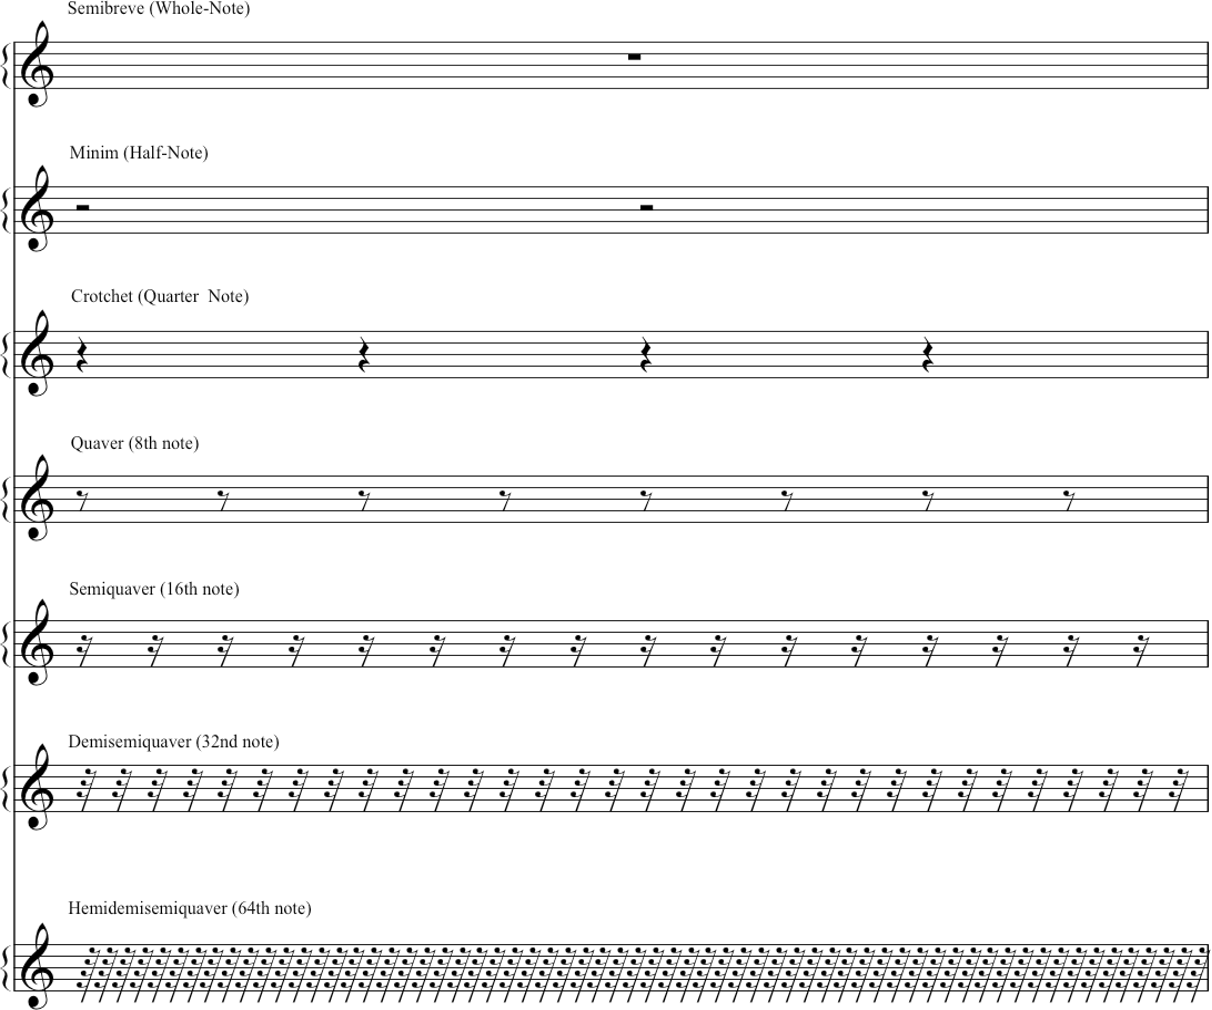 Semibreve (Whole-Note)
Minim (Half-Note)
Crotchet (Quarter  Note)
Quaver (8th note)
Semiquaver (16th note)
Demisemiquaver (32nd note)
Hemidemisemiquaver (64th note)